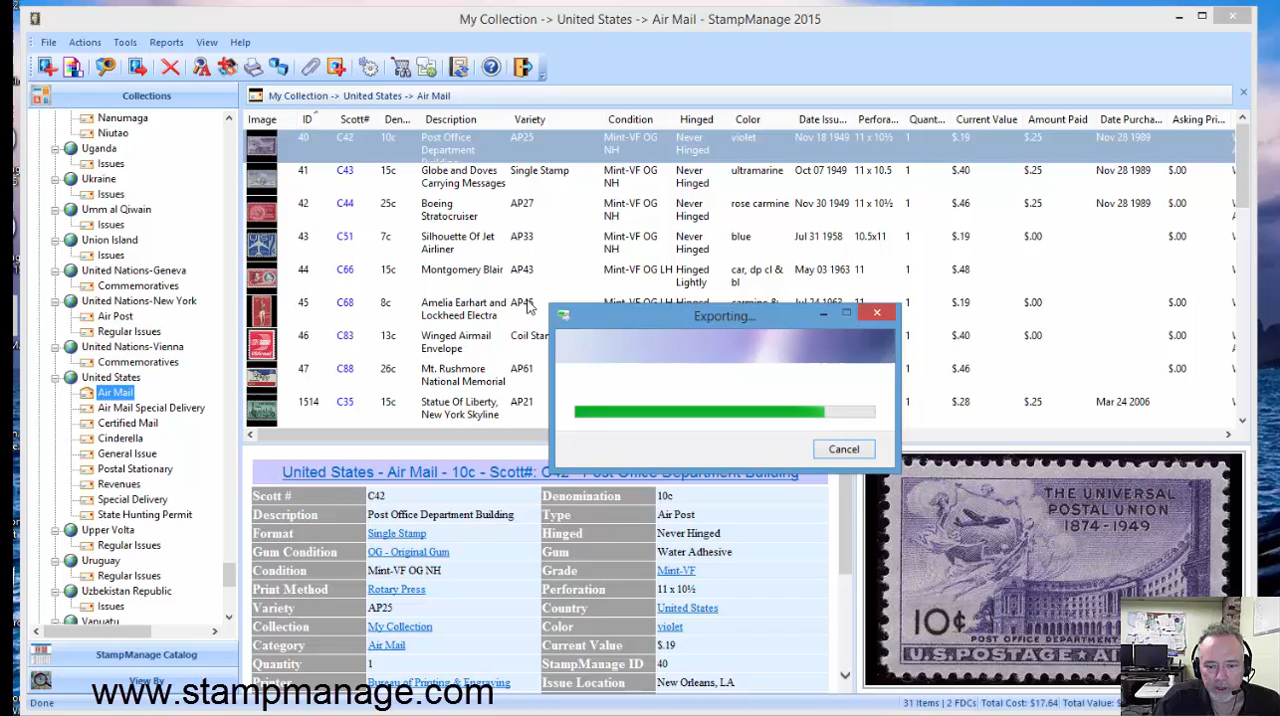 My Collection -> United States -> Air Mail - StampManage 2015
File Actions Tools Reports View Help
Collections
My Collection -> United States -> Air Mail
Nanumaga
Niutao
Uganda
Issues
Ukraine
Issues
Umm al Qiwain
Issues
Union Island
Issues
United Nations-Geneva
Commemoratives
United Nations-New York
Air Post
Regular Issues
United Nations-Vienna
Commemoratives
United States
Air Mail
Air Mail Special Delivery
Certified Mail
Cinderella
General Issue
Postal Stationary
Revenues
Special Delivery
State Hunting Permit
Upper Volta
Regular Issues
Uruguay
Regular Issues
Uzbekistan Republic
Issues
Vanuatu
StampManage Catalog
View By
Done
Image ID Scott# Den... Description Variety Condition Hinged Color Date Issu... Perfora... Quant... Current Value Amount Paid Date Purcha... Asking Pri...
40 C42 10c Post Office AP25 Mint-VF OG Never violet Nov 18 1949 11 x 10½ 1 $.19 $.25 Nov 28 1989 $.00
Department NH Hinged
Building
41 C43 15c Globe and Doves Single Stamp Mint-VF OG Never ultramarine Oct 07 1949 11 x 10.5 1 $.40 $.25 Nov 28 1989 $.00
Carrying Messages NH Hinged
42 C44 25c Boeing AP27 Mint-VF OG Never rose carmine Nov 30 1949 11 x 10½ 1 $.46 $.25 Nov 28 1989 $.00
Stratocruiser NH Hinged
43 C51 7c Silhouette Of Jet AP33 Mint-VF OG Never blue Jul 31 1958 10.5x11 1 $.19 $.00 $.00
Airliner NH Hinged
44 C66 15c Montgomery Blair AP43 Mint-VF OG LH Hinged car, dp cl & May 03 1963 11 1 $.48
Lightly bl
45 C68 8c Amelia Earhart and 1 $.19 $.00 $.00
Lockheed Electra
46 C83 13c Winged Airmail Coil Stam 1 $.46 $.00 $.00
Envelope
47 C88 26c Mt. Rushmore AP61 1 $.46 $.00
National Memorial
1514 C35 15c Statue Of Liberty, AP21 1 $.28 $.25 Mar 24 2006 $.00
New York Skyline
Exporting...
Cancel
United States - Air Mail - 10c - Scott#: C42 - Post Office Department Building
Scott # C42 Denomination 10c
Description Post Office Department Building Type Air Post
Format Single Stamp Hinged Never Hinged
Gum Condition OG - Original Gum Gum Water Adhesive
Condition Mint-VF OG NH Grade Mint-VF
Print Method Rotary Press Perforation 11 x 10½
Variety AP25 Country United States
Collection My Collection Color violet
Category Air Mail Current Value $.19
Quantity 1 StampManage ID 40
Printer Bureau of Printing & Engraving Issue Location New Orleans, LA
THE UNIVERSAL
POSTAL UNION
1874-1949
10¢
POST OFFICE DEPARTMENT
U.S. POSTAGE
31 Items | 2 FDCs Total Cost: $17.64 Total Value: $
www.stampmanage.com